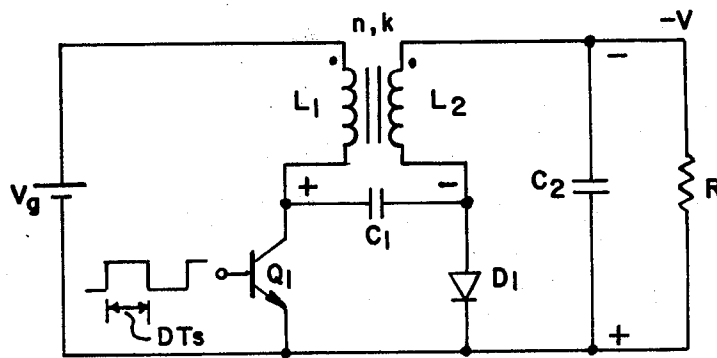 n, k
-V
L1
L2
+
-
-
Vg
C1
C2
R
Q1
D1
DTs
+